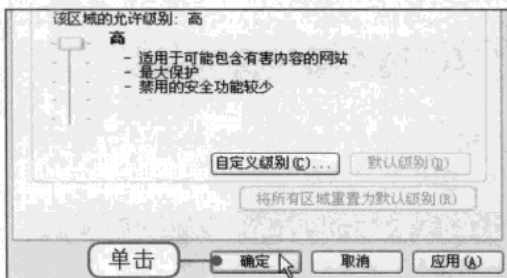 该区域的允许级别: 高
高
- 适用于可能包含有害内容的网站
- 最大保护
- 禁用的安全功能较少
自定义级别(C)... 默认级别(D)
将所有区域重置为默认级别(R)
单击 确定 取消 应用(A)